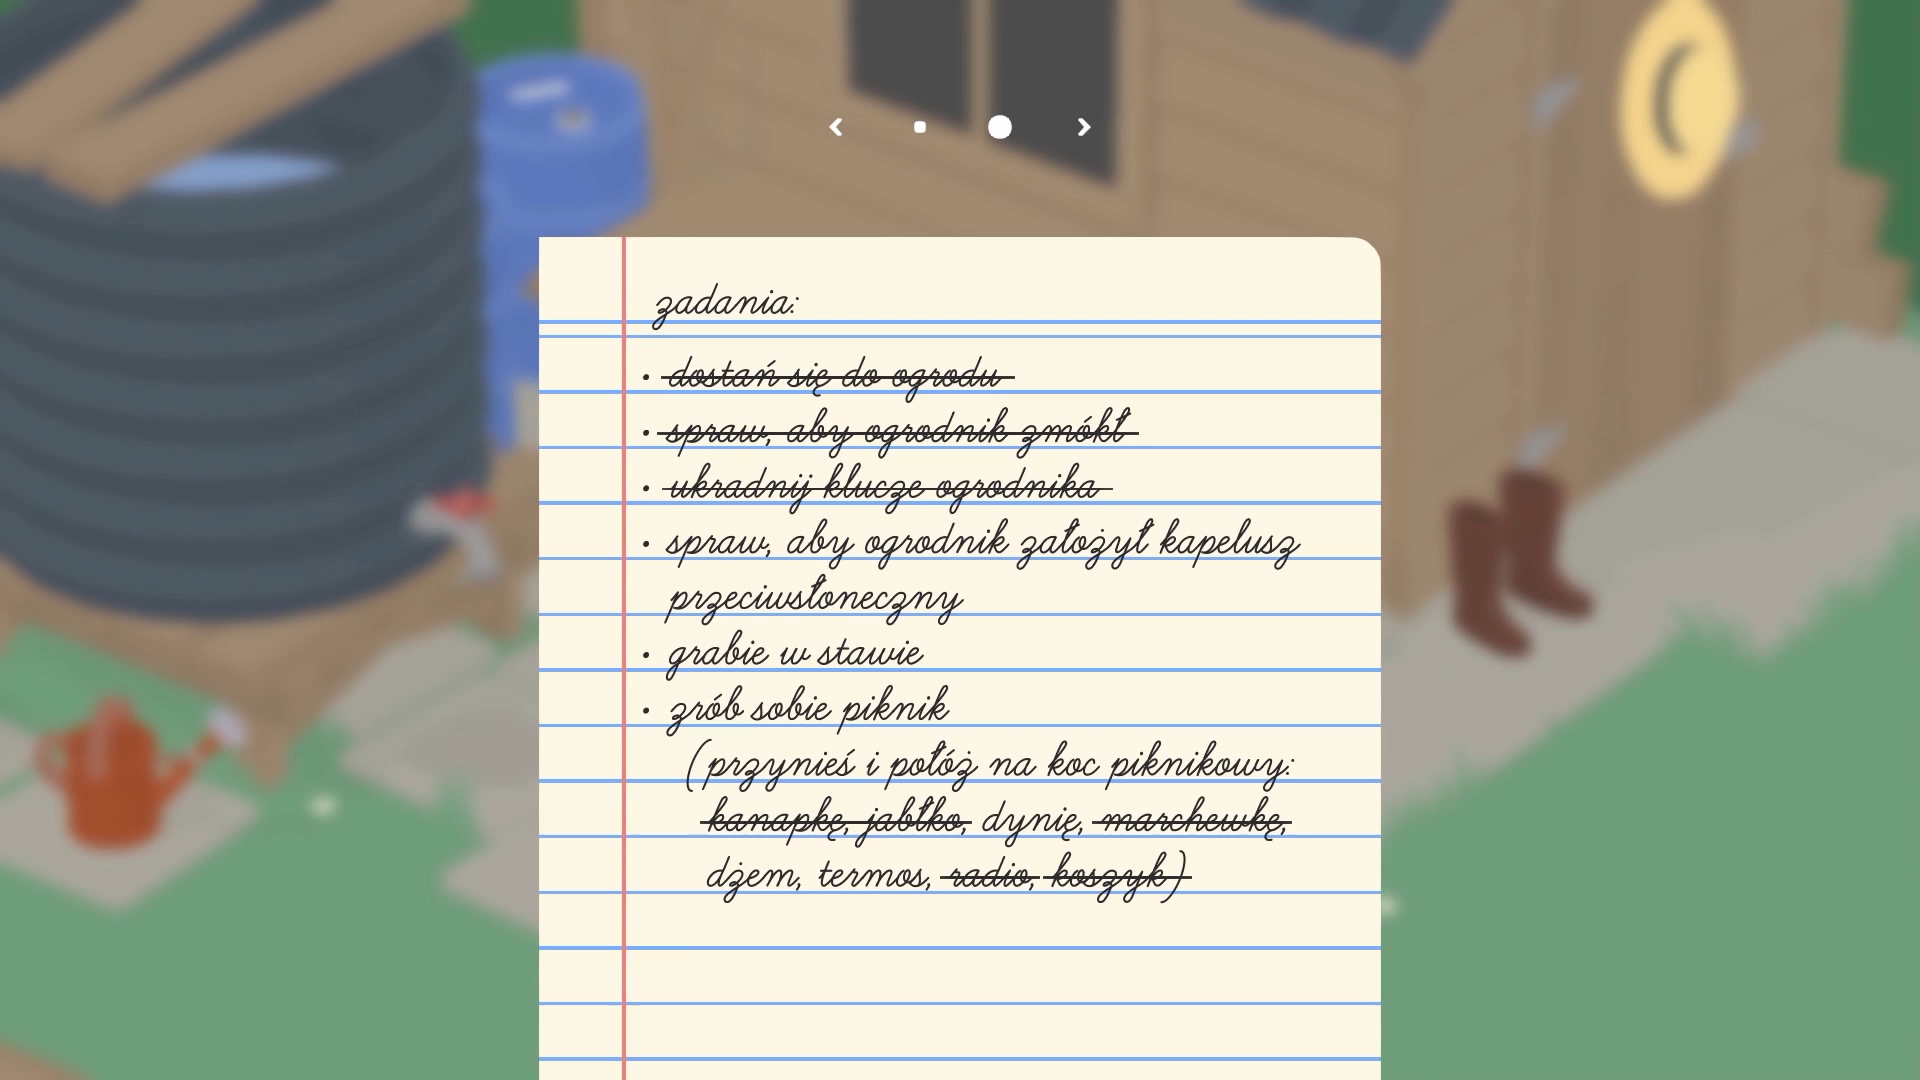 zadania:
• dostań się do ogrodu
• spraw, aby ogrodnik zmókł
• ukradnij klucze ogrodnika
• spraw, aby ogrodnik założył kapelusz
przeciwsłoneczny
• grabie w stawie
• zrób sobie piknik
(przynieś i połóż na koc piknikowy:
kanapkę, jabłko, dynię, marchewkę,
dżem, termos, radio, koszyk)